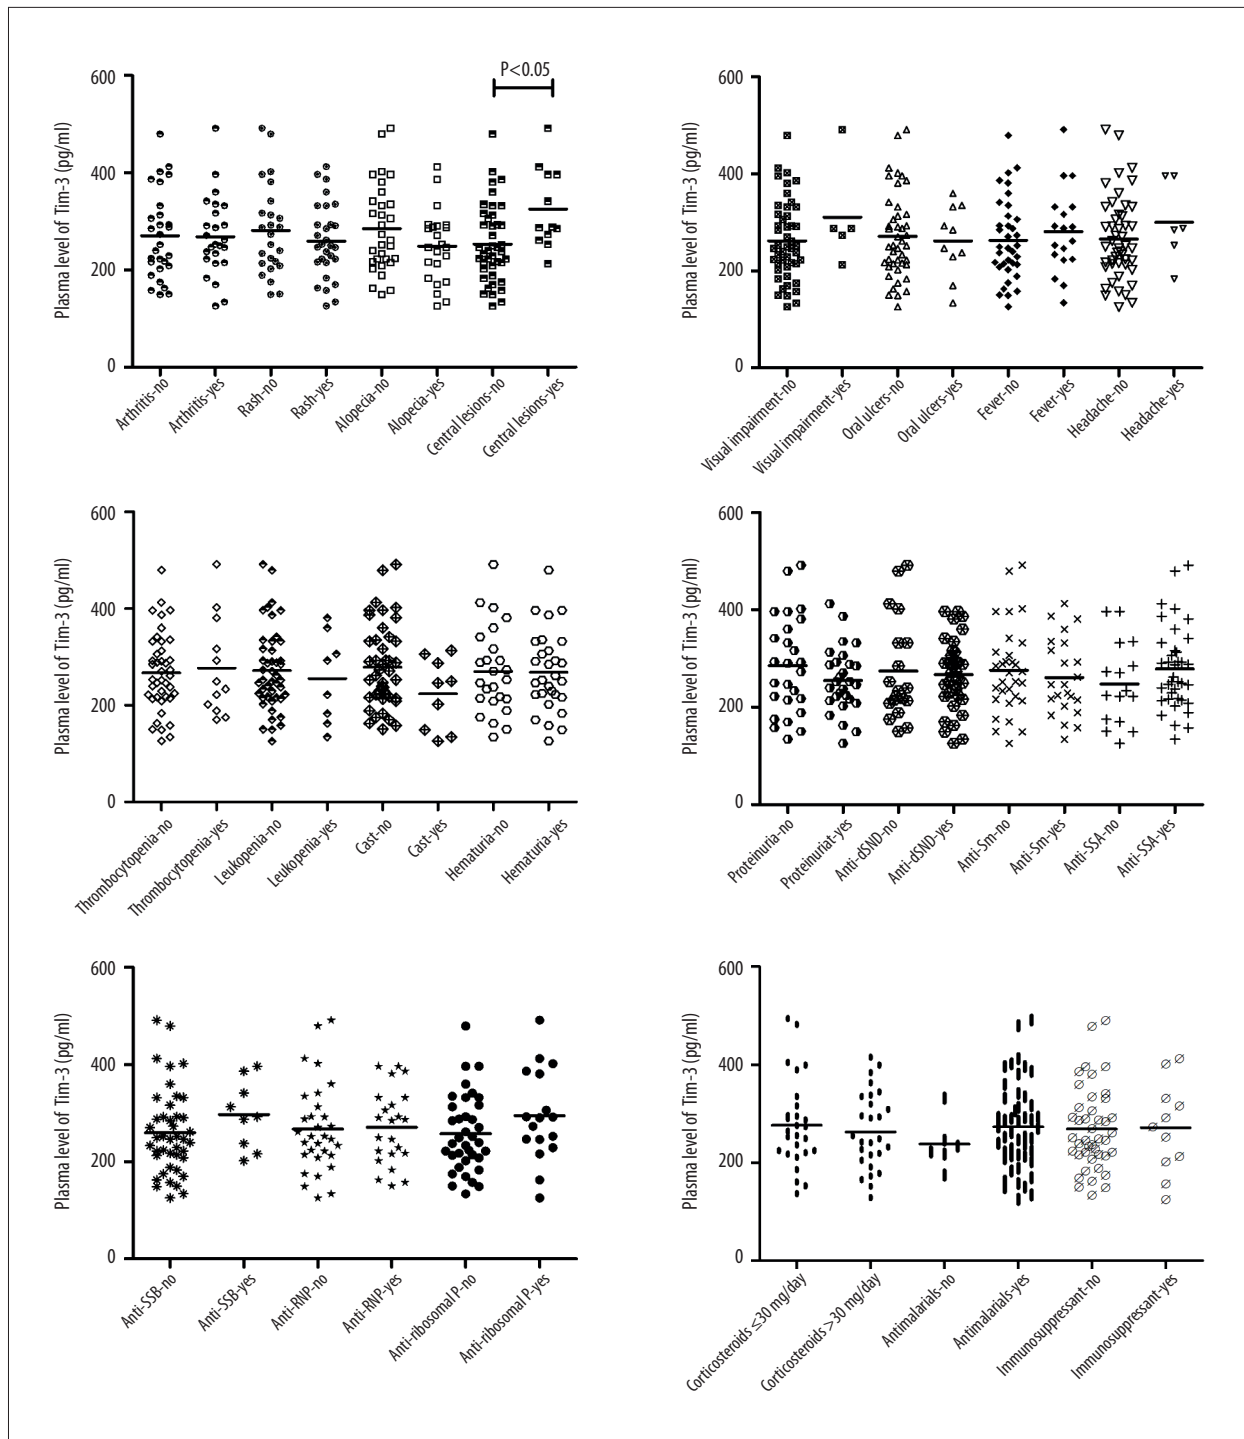 P<0.05
Plasma level of Tim-3 (pg/ml)
600
400
200
0
Arthritis-no
Arthritis-yes
Rash-no
Rash-yes
Alopecia-no
Alopecia-yes
Central lesions-no
Central lesions-yes
Plasma level of Tim-3 (pg/ml)
600
400
200
0
Visual impairment-no
Visual impairment-yes
Oral ulcers-no
Oral ulcers-yes
Fever-no
Fever-yes
Headache-no
Headache-yes
Plasma level of Tim-3 (pg/ml)
600
400
200
0
Thrombocytopenia-no
Thrombocytopenia-yes
Leukopenia-no
Leukopenia-yes
Cast-no
Cast-yes
Hematuria-no
Hematuria-yes
Plasma level of Tim-3 (pg/ml)
600
400
200
0
Proteinuria-no
Proteinuriat-yes
Anti-dSND-no
Anti-dSND-yes
Anti-Sm-no
Anti-Sm-yes
Anti-SSA-no
Anti-SSA-yes
Plasma level of Tim-3 (pg/ml)
600
400
200
0
Anti-SSB-no
Anti-SSB-yes
Anti-RNP-no
Anti-RNP-yes
Anti-ribosomal P-no
Anti-ribosomal P-yes
Plasma level of Tim-3 (pg/ml)
600
400
200
0
Corticosteroids ≤30 mg/day
Corticosteroids >30 mg/day
Antimalarials-no
Antimalarials-yes
Immunosuppressant-no
Immunosuppressant-yes